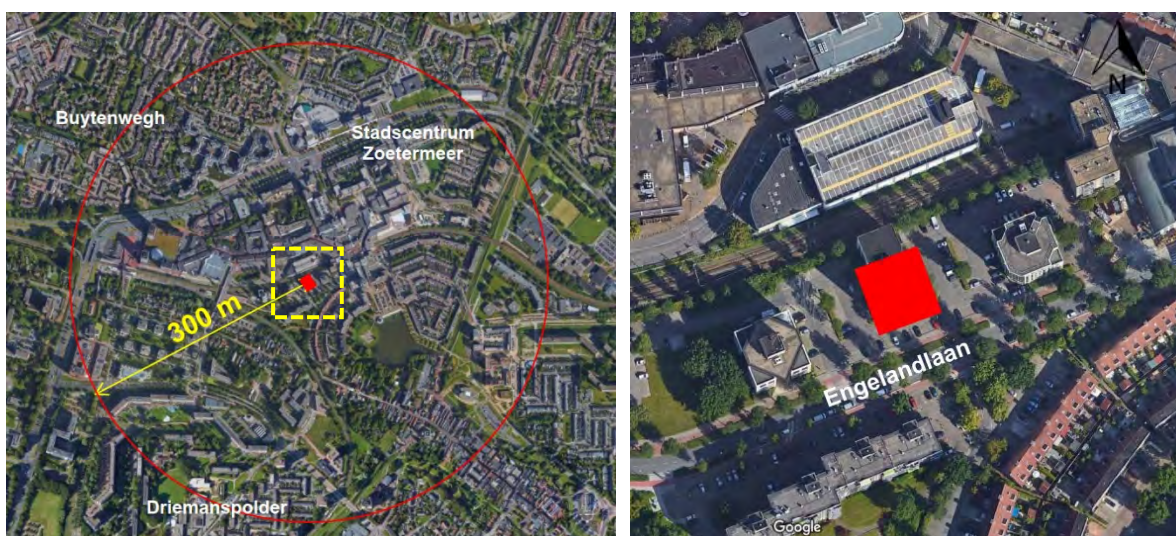 Buytenwegh
Stadscentrum
Zoetermeer
300 m
Driemanspolder
N
Engelandlaan
Google